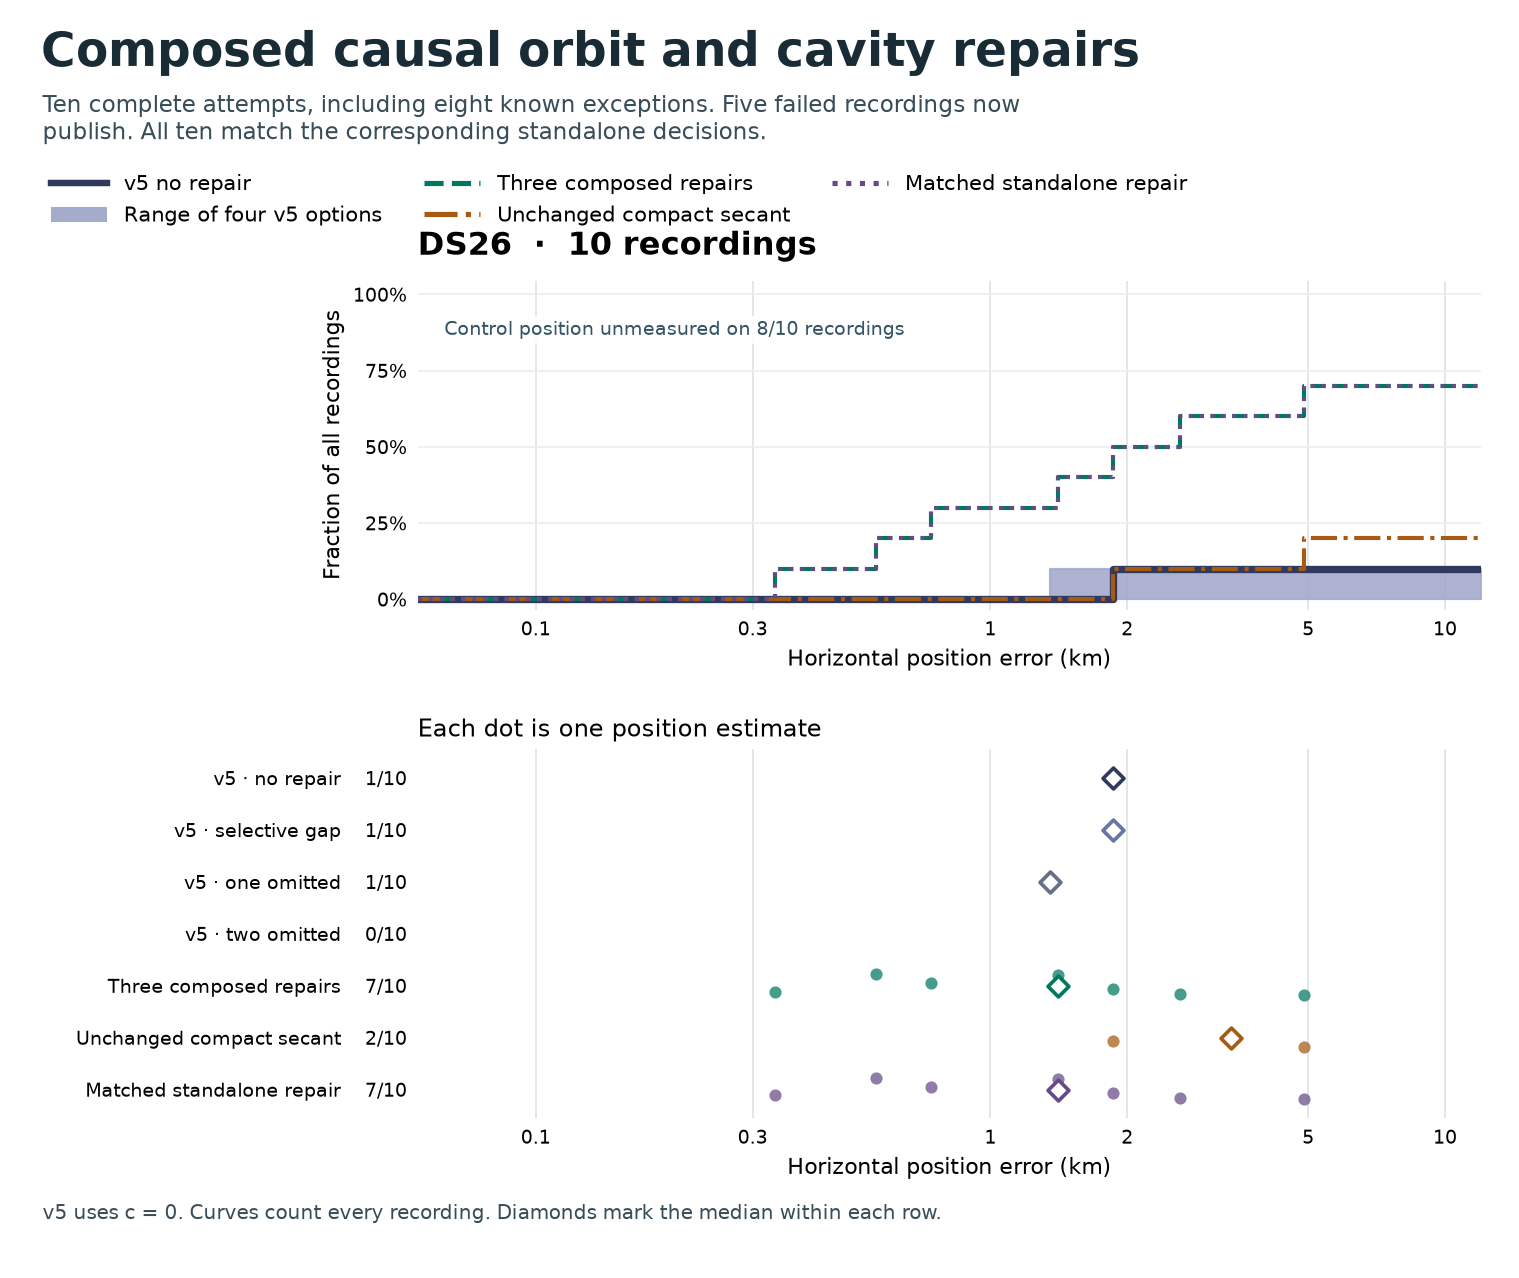 Composed causal orbit and cavity repairs
Ten complete attempts, including eight known exceptions. Five failed recordings now
publish. All ten match the corresponding standalone decisions.
v5 no repair
Three composed repairs
Matched standalone repair
Range of four v5 options
Unchanged compact secant
DS26 · 10 recordings
100%
Control position unmeasured on 8/10 recordings
75%
50%
25%
0%
Fraction of all recordings
0.1 0.3 1 2 5 10
Horizontal position error (km)
Each dot is one position estimate
v5 · no repair 1/10
v5 · selective gap 1/10
v5 · one omitted 1/10
v5 · two omitted 0/10
Three composed repairs 7/10
Unchanged compact secant 2/10
Matched standalone repair 7/10
0.1 0.3 1 2 5 10
Horizontal position error (km)
v5 uses c = 0. Curves count every recording. Diamonds mark the median within each row.